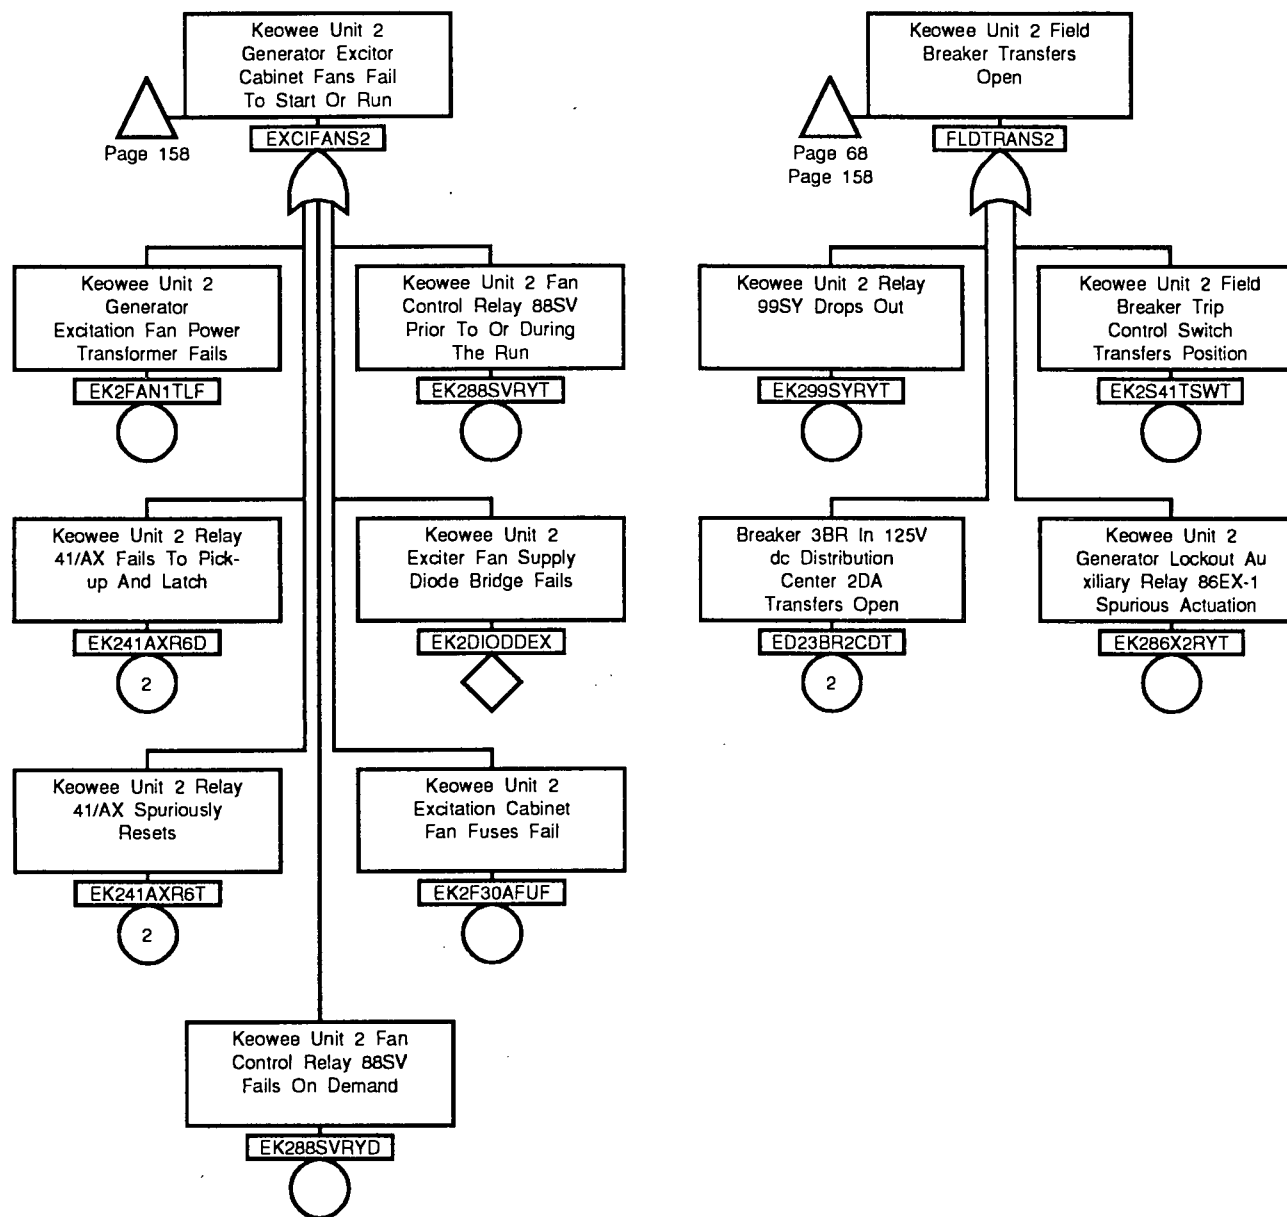 Keowee Unit 2
Generator Excitor
Cabinet Fans Fail
To Start Or Run
Page 158
EXCIFANS2
Keowee Unit 2 Field
Breaker Transfers
Open
Page 68
Page 158
FLDTRANS2
Keowee Unit 2
Generator
Excitation Fan Power
Transformer Fails
EK2FAN1TLF
Keowee Unit 2 Fan
Control Relay 88SV
Prior To Or During
The Run
EK288SVRYT
Keowee Unit 2 Relay
99SY Drops Out
EK299SYRYT
Keowee Unit 2 Field
Breaker Trip
Control Switch
Transfers Position
EK2S41TSWT
Keowee Unit 2 Relay
41/AX Fails To Pick-
up And Latch
EK241AXR6D
2
Keowee Unit 2
Exciter Fan Supply
Diode Bridge Fails
EK2DIODDEX
Breaker 3BR In 125V
dc Distribution
Center 2DA
Transfers Open
ED23BR2CDT
2
Keowee Unit 2
Generator Lockout Au
xiliary Relay 86EX-1
Spurious Actuation
EK286X2RYT
Keowee Unit 2 Relay
41/AX Spuriously
Resets
EK241AXR6T
2
Keowee Unit 2
Excitation Cabinet
Fan Fuses Fail
EK2F30AFUF
Keowee Unit 2 Fan
Control Relay 88SV
Fails On Demand
EK288SVRYD